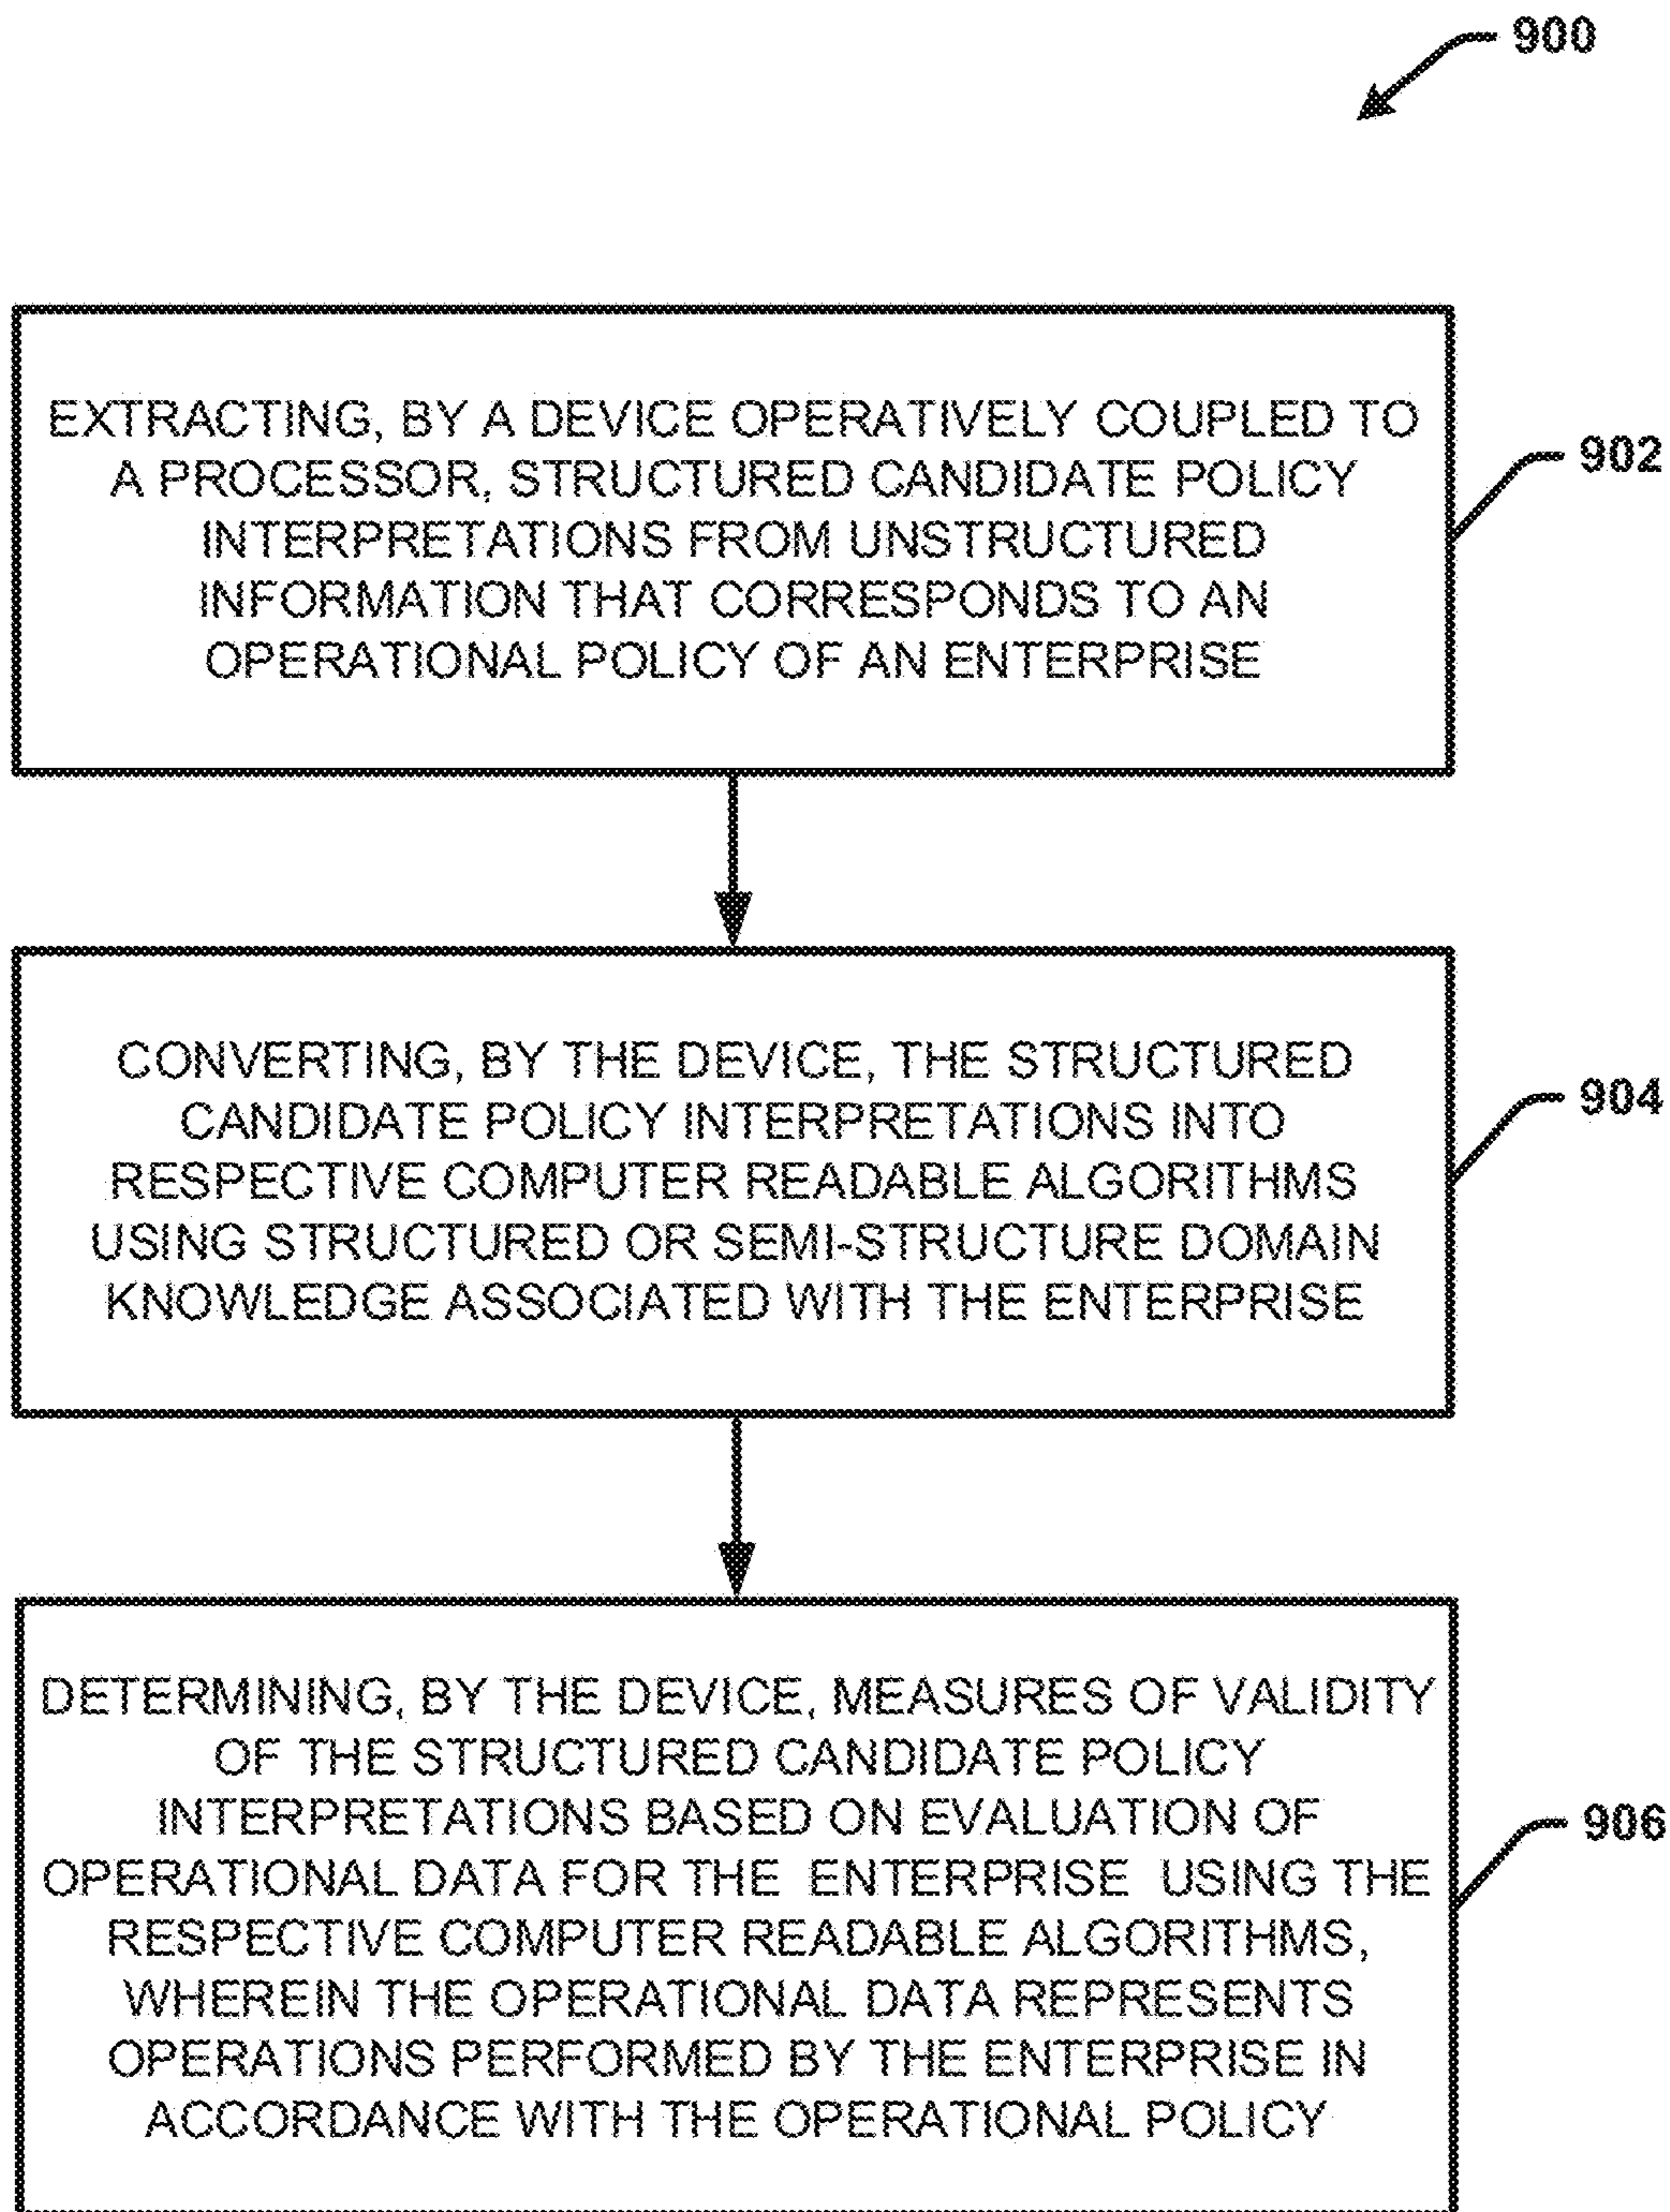 900
EXTRACTING, BY A DEVICE OPERATIVELY COUPLED TO
A PROCESSOR, STRUCTURED CANDIDATE POLICY
INTERPRETATIONS FROM UNSTRUCTURED
INFORMATION THAT CORRESPONDS TO AN
OPERATIONAL POLICY OF AN ENTERPRISE
902
CONVERTING, BY THE DEVICE, THE STRUCTURED
CANDIDATE POLICY INTERPRETATIONS INTO
RESPECTIVE COMPUTER READABLE ALGORITHMS
USING STRUCTURED OR SEMI-STRUCTURE DOMAIN
KNOWLEDGE ASSOCIATED WITH THE ENTERPRISE
904
DETERMINING, BY THE DEVICE, MEASURES OF VALIDITY
OF THE STRUCTURED CANDIDATE POLICY
INTERPRETATIONS BASED ON EVALUATION OF
OPERATIONAL DATA FOR THE ENTERPRISE USING THE
RESPECTIVE COMPUTER READABLE ALGORITHMS,
WHEREIN THE OPERATIONAL DATA REPRESENTS
OPERATIONS PERFORMED BY THE ENTERPRISE IN
ACCORDANCE WITH THE OPERATIONAL POLICY
906